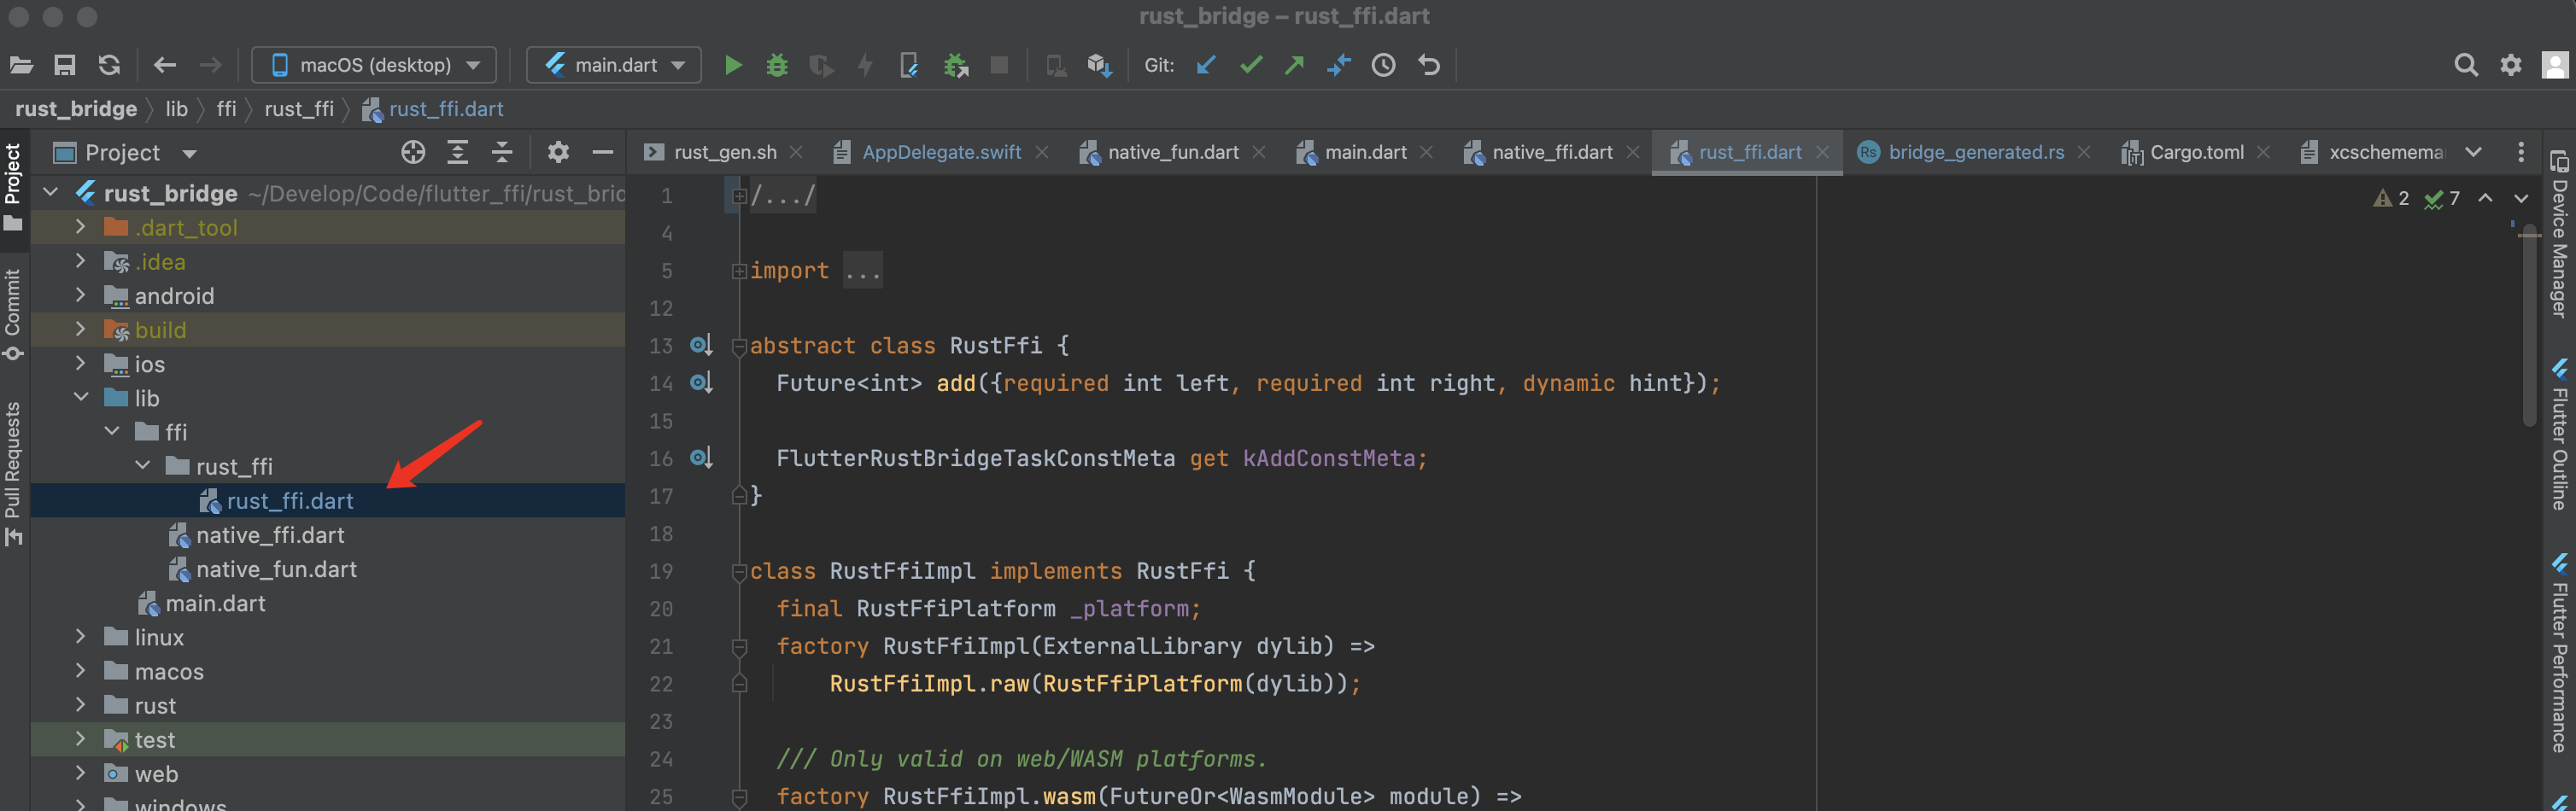 rust_bridge – rust_ffi.dart
macOS (desktop) main.dart Git:
rust_bridge lib ffi rust_ffi rust_ffi.dart
Project
Commit
Pull Requests
Project
rust_bridge ~/Develop/Code/flutter_ffi/rust_brid
.dart_tool
.idea
android
build
ios
lib
ffi
rust_ffi
rust_ffi.dart
native_ffi.dart
native_fun.dart
main.dart
linux
macos
rust
test
web
windows
rust_gen.sh AppDelegate.swift native_fun.dart main.dart native_ffi.dart rust_ffi.dart Rs bridge_generated.rs Cargo.toml xcschemema
2 7
1 /.../
4
5 import ...
12
13 abstract class RustFfi {
14 Future<int> add({required int left, required int right, dynamic hint});
15
16 FlutterRustBridgeTaskConstMeta get kAddConstMeta;
17 }
18
19 class RustFfiImpl implements RustFfi {
20 final RustFfiPlatform _platform;
21 factory RustFfiImpl(ExternalLibrary dylib) =>
22 RustFfiImpl.raw(RustFfiPlatform(dylib));
23
24 /// Only valid on web/WASM platforms.
25 factory RustFfiImpl.wasm(FutureOr<WasmModule> module) =>
Device Manager
Flutter Outline
Flutter Performance